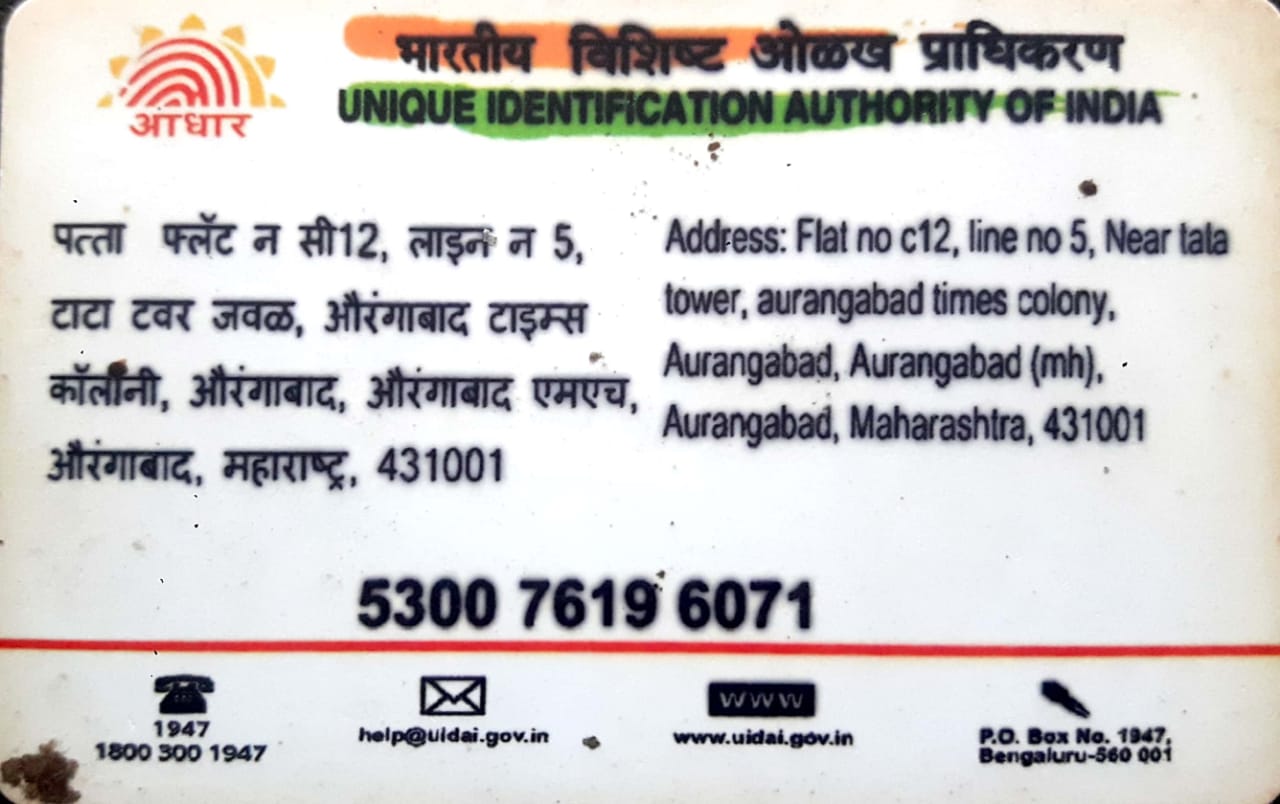 भारतीय विशिष्ट ओळख प्राधिकरण
UNIQUE IDENTIFICATION AUTHORITY OF INDIA
आधार
पत्ता फ्लॅट न सी12, लाइन न 5,
टाटा टवर जवळ, औरंगाबाद टाइम्स
कॉलीनी, औरंगाबाद, औरंगाबाद एमएच,
औरंगाबाद, महाराष्ट्र, 431001
Address: Flat no c12, line no 5, Near tata
tower, aurangabad times colony,
Aurangabad, Aurangabad (mh),
Aurangabad, Maharashtra, 431001
5300 7619 6071
1947
1800 300 1947
help@uidai.gov.in
www
www.uidai.gov.in
P.O. Box No. 1947,
Bengaluru-560 001